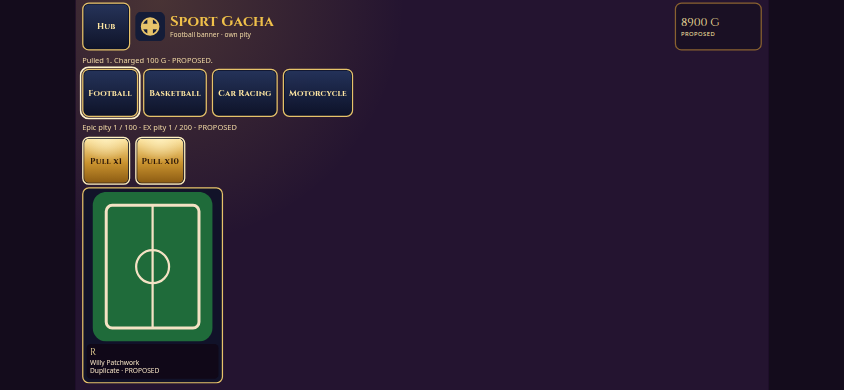 Hub
Sport Gacha
Football banner · own pity
8900 G
PROPOSED
Pulled 1. Charged 100 G · PROPOSED.
Football
Basketball
Car Racing
Motorcycle
Epic pity 1 / 100 · EX pity 1 / 200 · PROPOSED
Pull x1
Pull x10
R
Willy Patchwork
Duplicate · PROPOSED